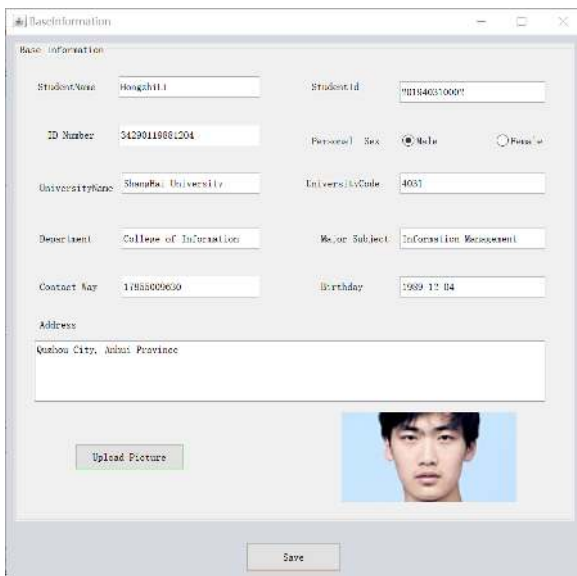 BaseInformation
Base Information
StudentName HongzhiLi StudentId
ID Number 34290119881204 Personal Sex Male Female
UniversityName ShangHai University UniversityCode 4031
Department College of Information Major Subject Information Management
Contact Way 17855009630 Birthday 1989 12 04
Address
Quzhou City, Anhui Province
Upload Picture
Save